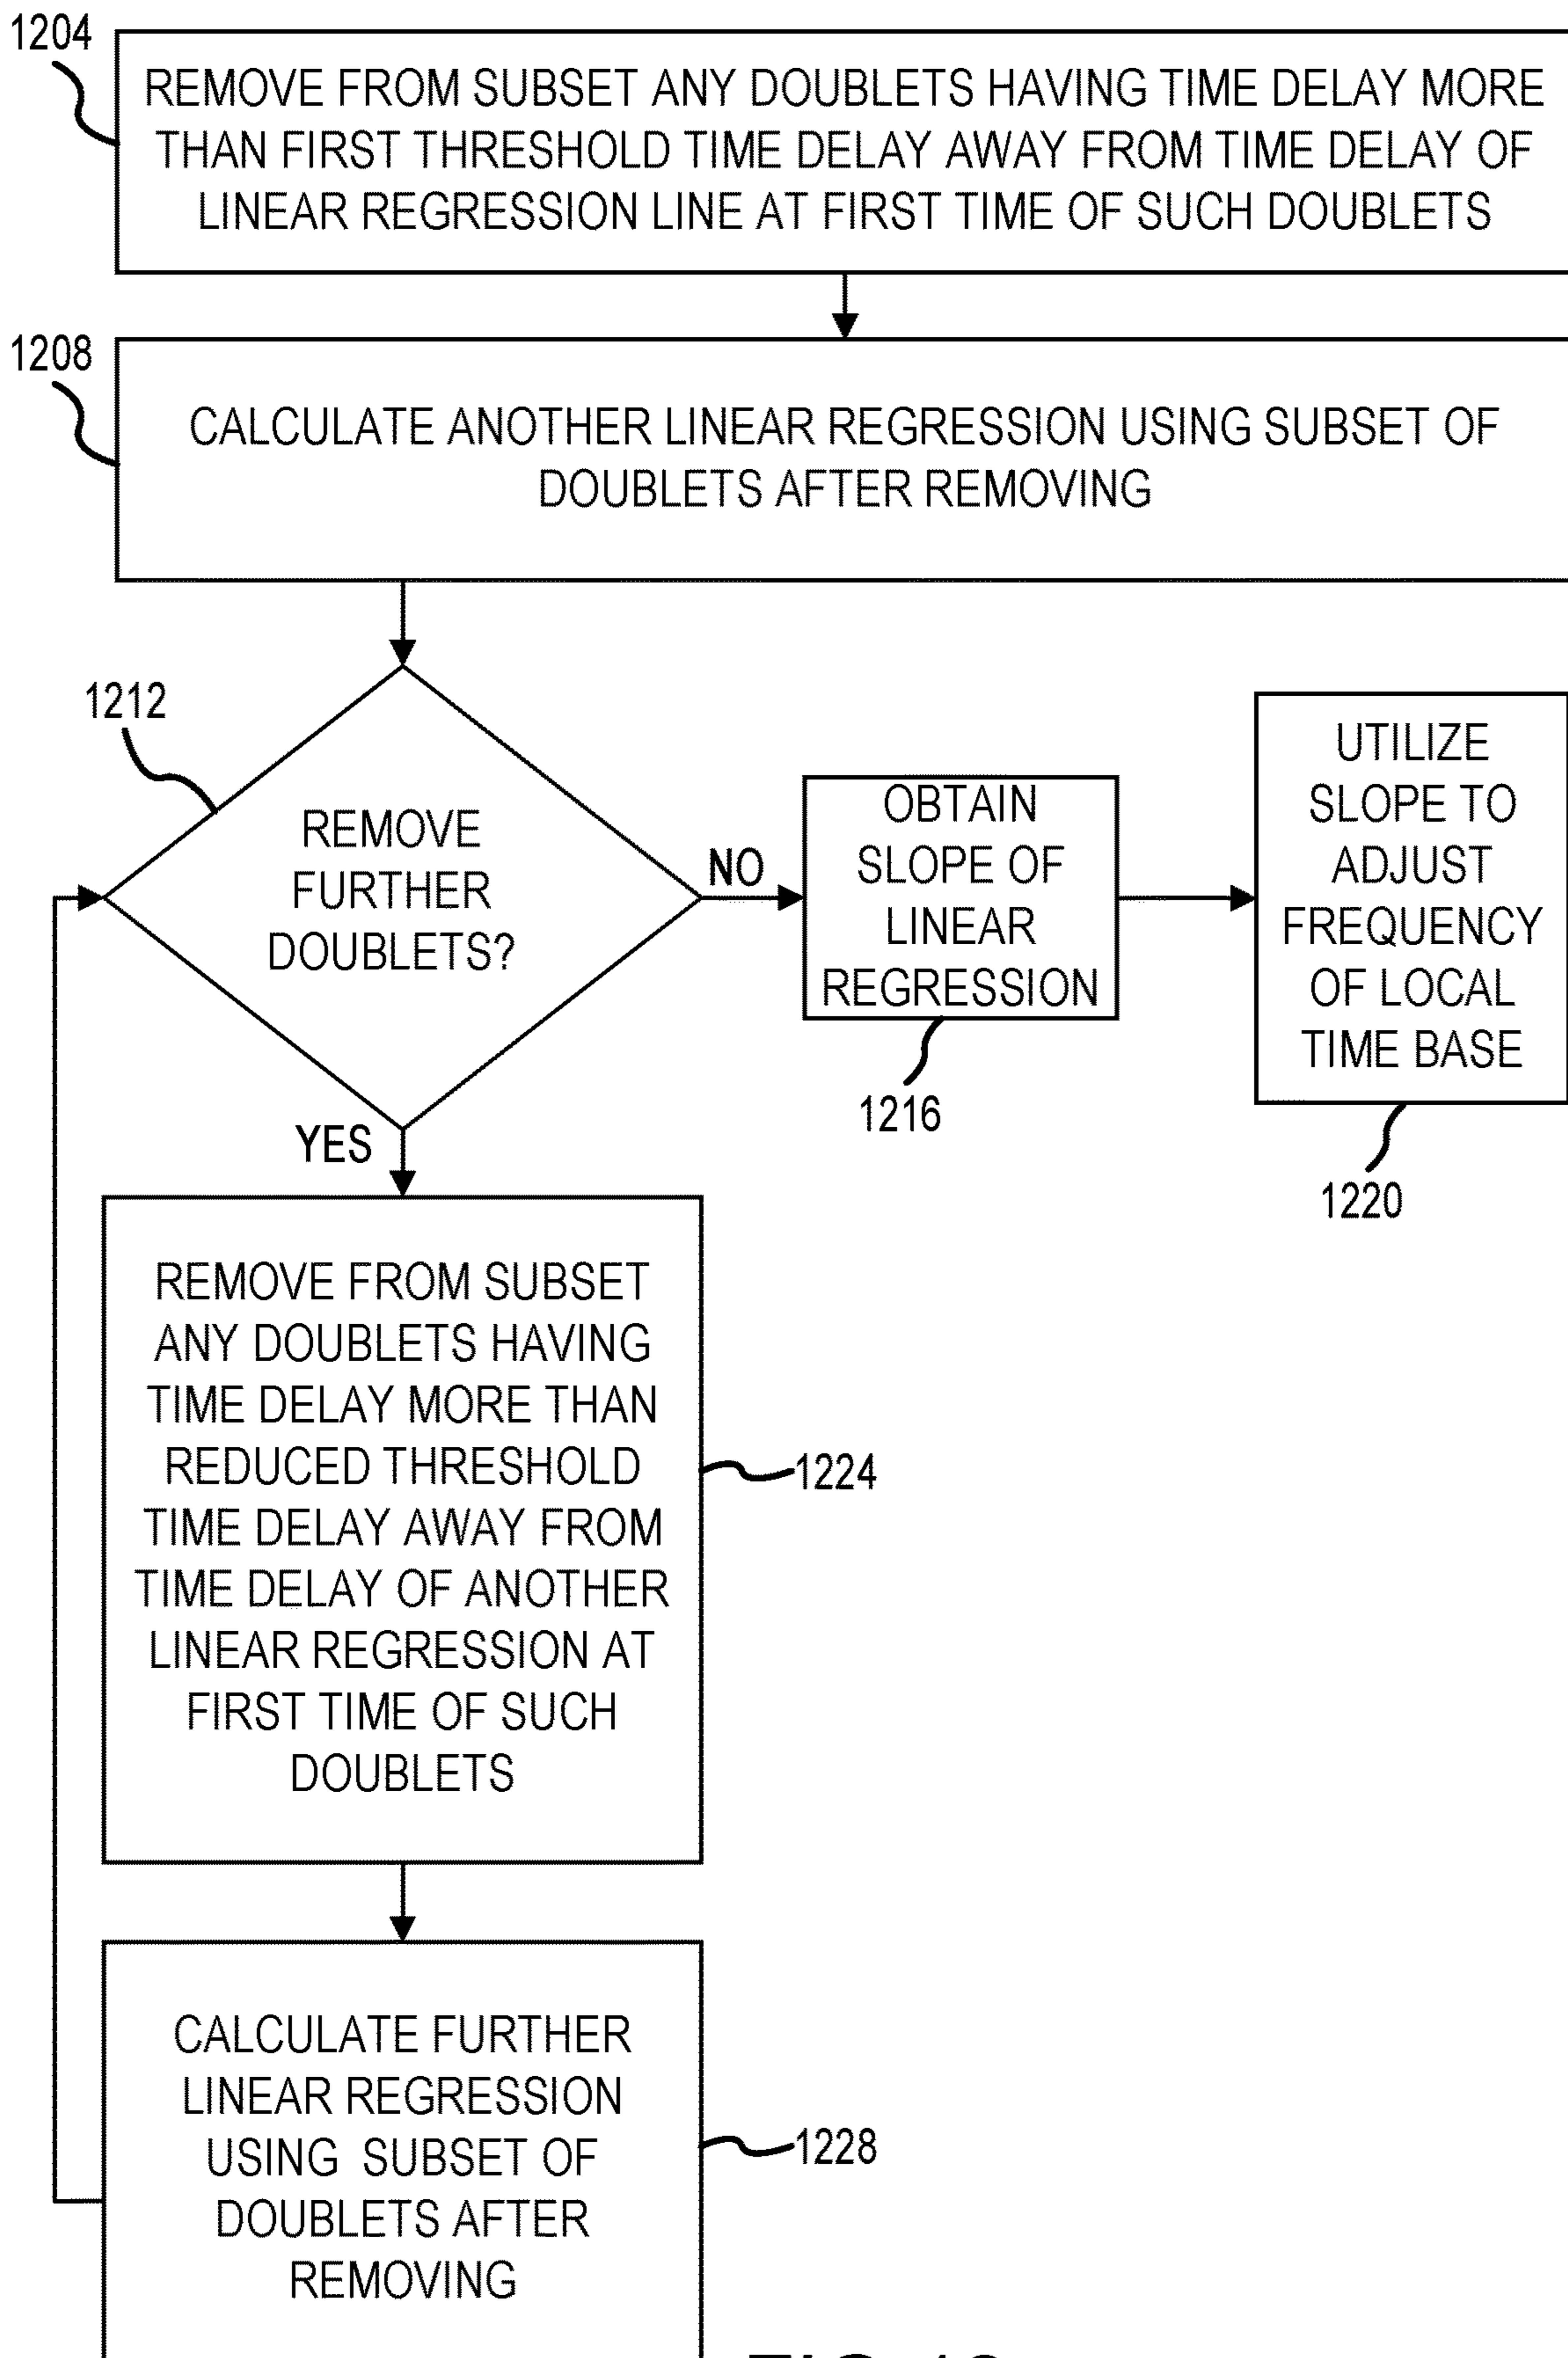 1204
REMOVE FROM SUBSET ANY DOUBLETS HAVING TIME DELAY MORE
THAN FIRST THRESHOLD TIME DELAY AWAY FROM TIME DELAY OF
LINEAR REGRESSION LINE AT FIRST TIME OF SUCH DOUBLETS
1208
CALCULATE ANOTHER LINEAR REGRESSION USING SUBSET OF
DOUBLETS AFTER REMOVING
1212
REMOVE
FURTHER
DOUBLETS?
NO
OBTAIN
SLOPE OF
LINEAR
REGRESSION
1216
UTILIZE
SLOPE TO
ADJUST
FREQUENCY
OF LOCAL
TIME BASE
1220
YES
REMOVE FROM SUBSET
ANY DOUBLETS HAVING
TIME DELAY MORE THAN
REDUCED THRESHOLD
TIME DELAY AWAY FROM
TIME DELAY OF ANOTHER
LINEAR REGRESSION AT
FIRST TIME OF SUCH
DOUBLETS
1224
CALCULATE FURTHER
LINEAR REGRESSION
USING SUBSET OF
DOUBLETS AFTER
REMOVING
1228